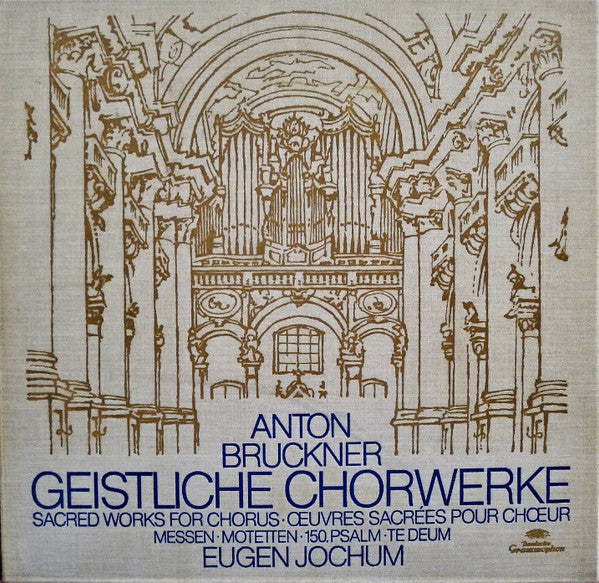 ANTON
BRUCKNER
GEISTLICHE CHORWERKE
SACRED WORKS FOR CHORUS · ŒUVRES SACRÉES POUR CHŒUR
MESSEN · MOTETTEN · 150. PSALM · TE DEUM
EUGEN JOCHUM
Deutsche
Grammophon